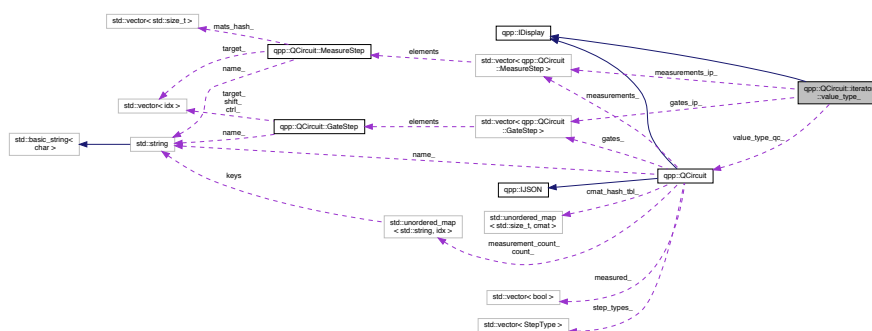 std::vector< std::size_t >
mats_hash_
qpp::IDisplay
target_
qpp::QCircuit::MeasureStep
elements
std::vector< qpp::QCircuit
::MeasureStep >
measurements_ip_
qpp::QCircuit::iterator
::value_type_
name_
measurements_
gates_ip_
std::vector< idx >
target_
shift_
ctrl_
std::vector< qpp::QCircuit
::GateStep >
elements
qpp::QCircuit::GateStep
name_
gates_
value_type_qc_
std::basic_string<
char >
std::string
name_
qpp::QCircuit
keys
qpp::IJSON
cmat_hash_tbl_
std::unordered_map
< std::string, idx >
std::unordered_map
< std::size_t, cmat >
measurement_count_
count_
measured_
std::vector< bool >
step_types_
std::vector< StepType >